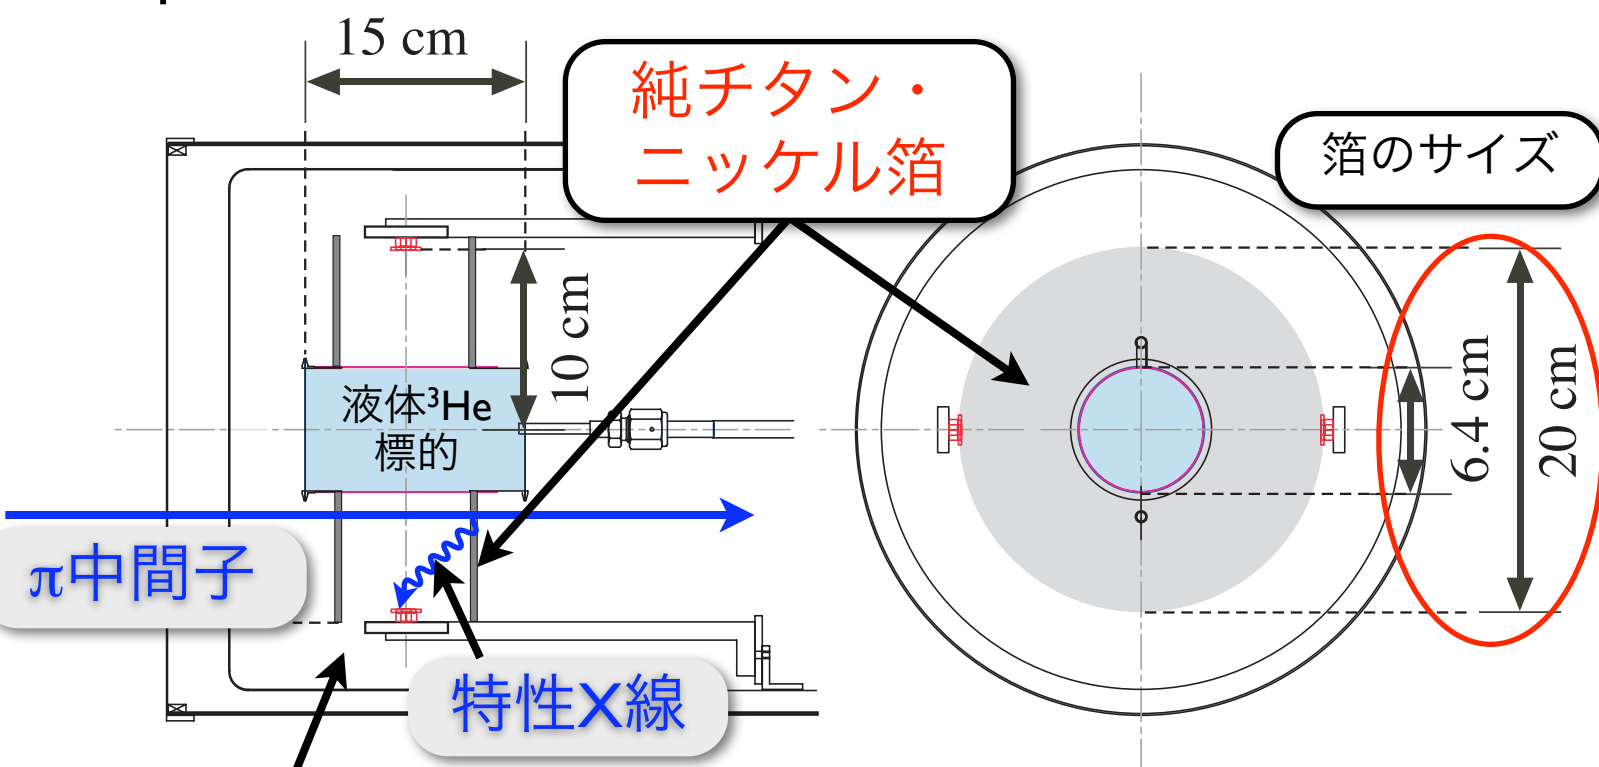 15 cm
純チタン・
ニッケル箔
箔のサイズ
10 cm
液体³He
標的
6.4 cm
20 cm
π中間子
特性X線